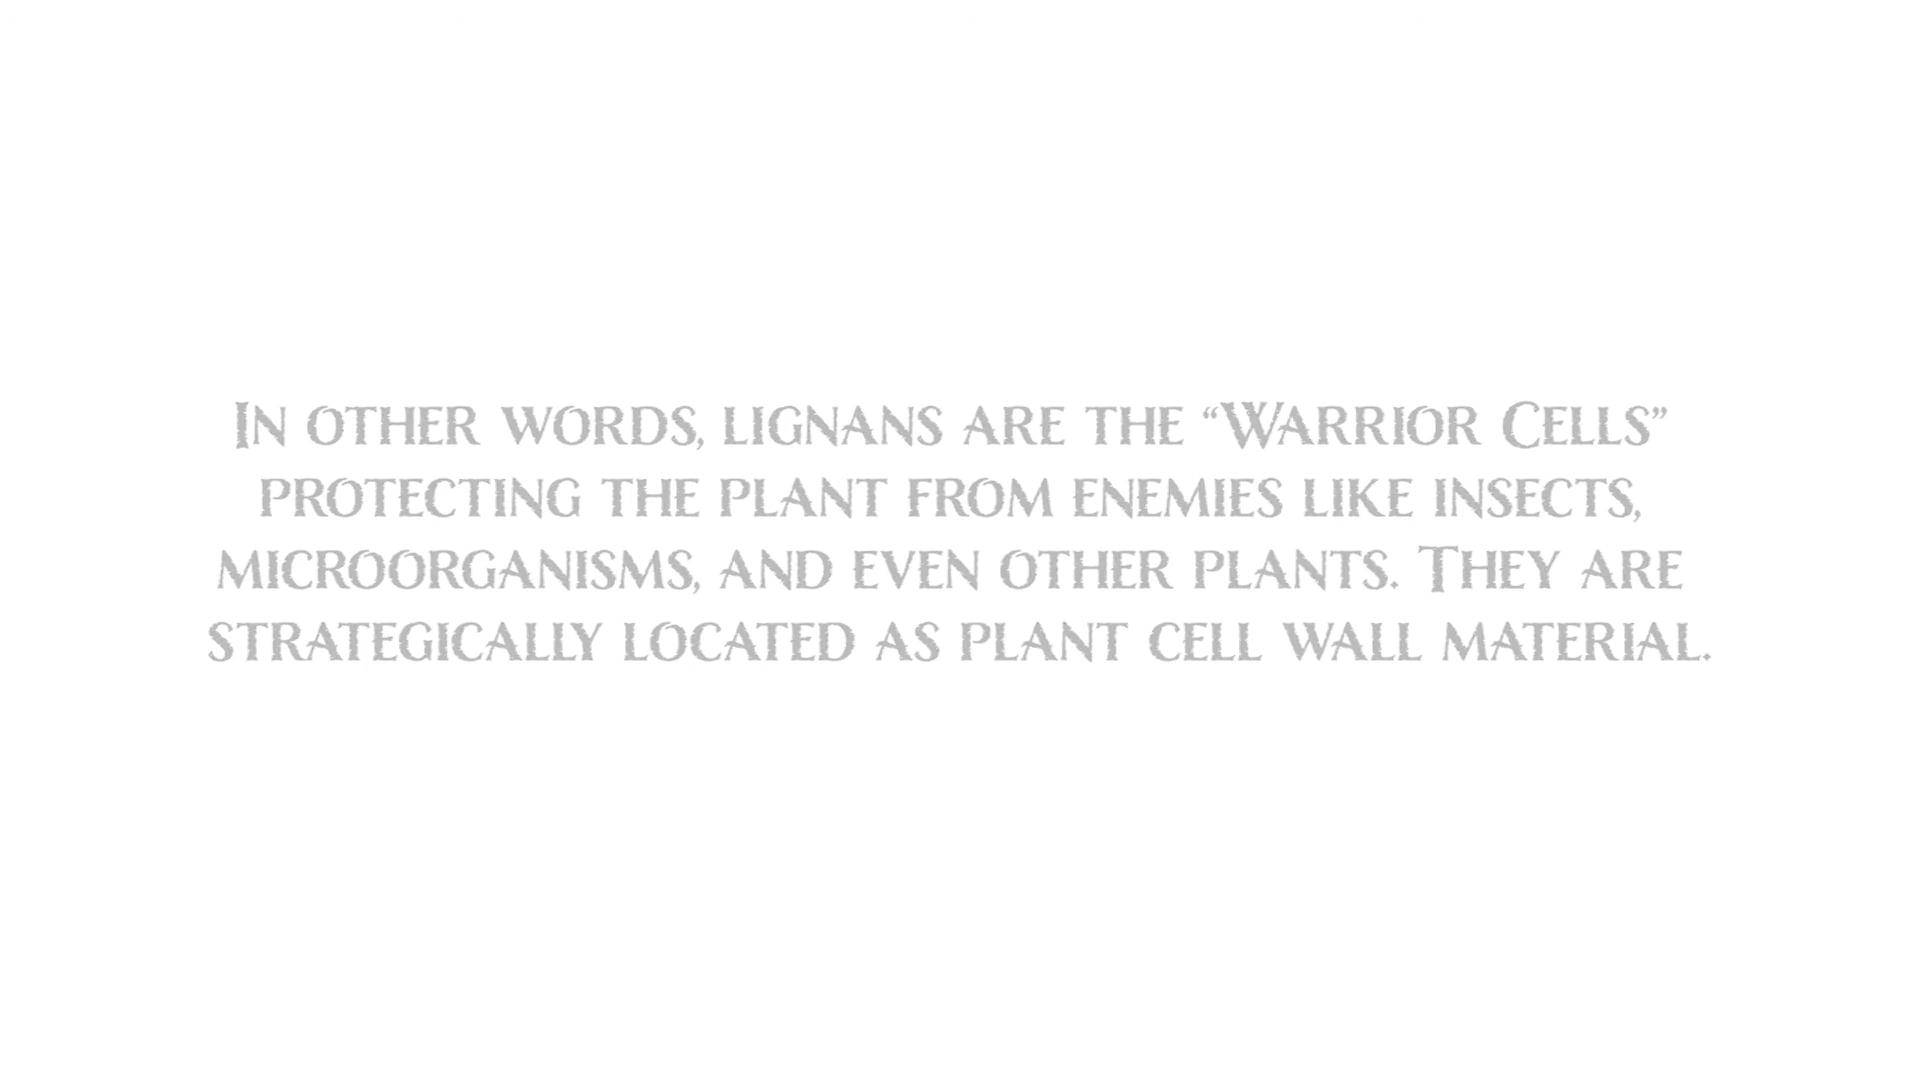 In other words, lignans are the “Warrior Cells”
protecting the plant from enemies like insects,
microorganisms, and even other plants. They are
strategically located as plant cell wall material.